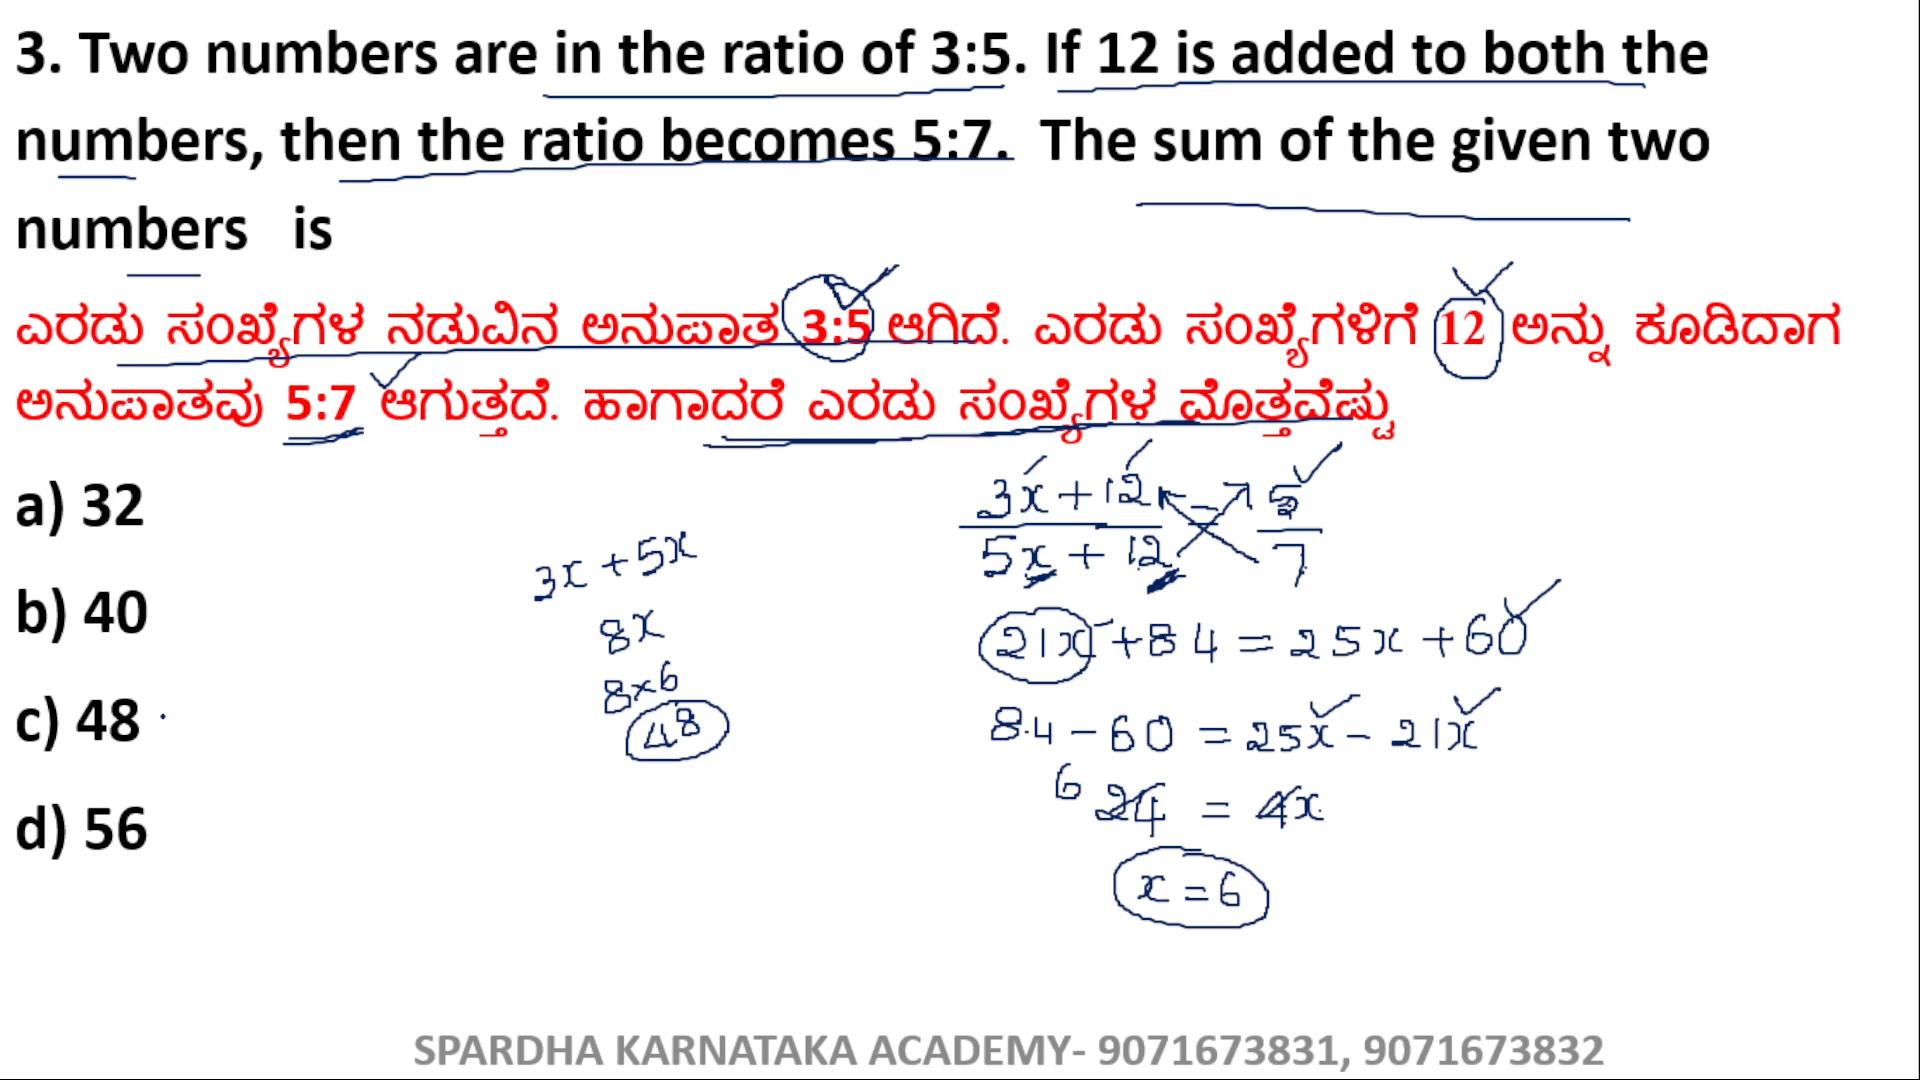 3. Two numbers are in the ratio of 3:5. If 12 is added to both the
numbers, then the ratio becomes 5:7. The sum of the given two
numbers is
ಎರಡು ಸಂಖ್ಯೆಗಳ ನಡುವಿನ ಅನುಪಾತ 3:5 ಆಗಿದೆ. ಎರಡು ಸಂಖ್ಯೆಗಳಿಗೆ 12 ಅನ್ನು ಕೂಡಿದಾಗ
ಅನುಪಾತವು 5:7 ಆಗುತ್ತದೆ. ಹಾಗಾದರೆ ಎರಡು ಸಂಖ್ಯೆಗಳ ಮೊತ್ತವೆಷ್ಟು
a) 32
b) 40
c) 48
d) 56
3x + 5x
8x
8×6
48
3x + 12 = 5
5x + 12 7
21x + 84 = 25x + 60
84 - 60 = 25x - 21x
6
24 = 4x
x = 6
SPARDHA KARNATAKA ACADEMY- 9071673831, 9071673832